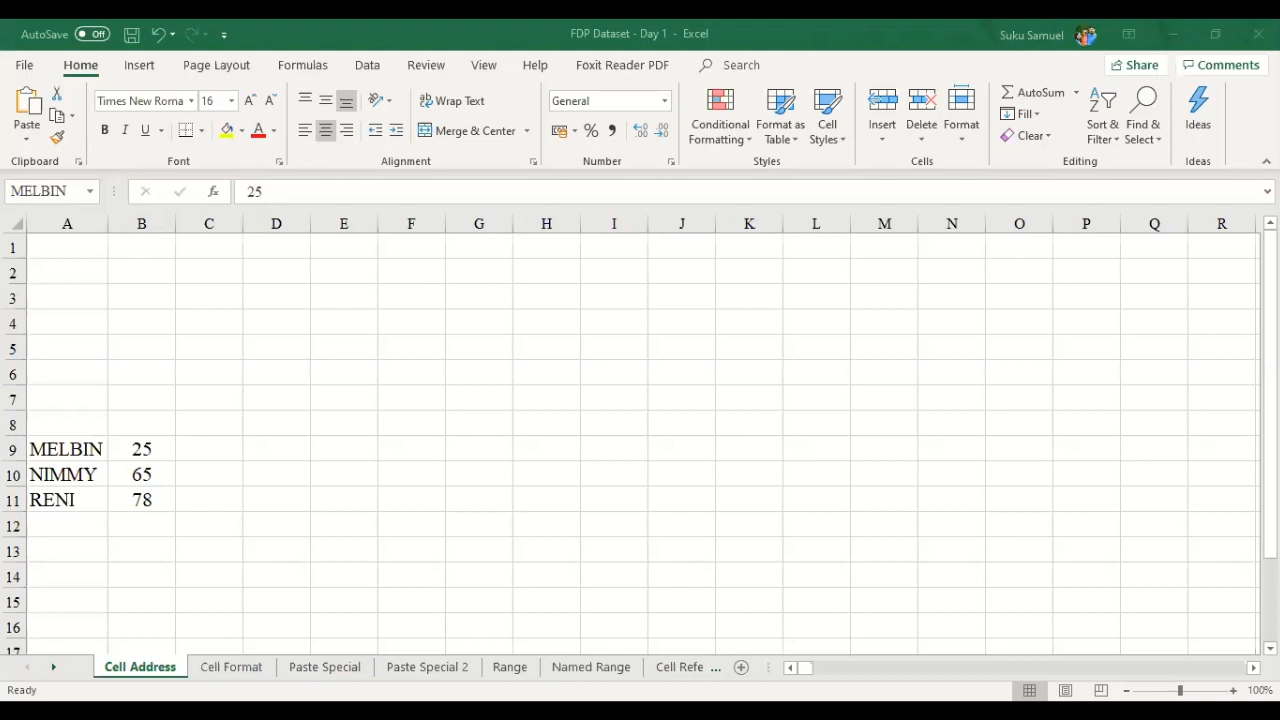 AutoSave Off FDP Dataset - Day 1 - Excel Suku Samuel
File Home Insert Page Layout Formulas Data Review View Help Foxit Reader PDF Search Share Comments
Times New Roma 16 Wrap Text General AutoSum
Paste B I U Merge & Center % Conditional Formatting Format as Table Cell Styles Insert Delete Format Fill Clear Sort & Filter Find & Select Ideas
Clipboard Font Alignment Number Styles Cells Editing Ideas
MELBIN fx 25
A B C D E F G H I J K L M N O P Q R
1
2
3
4
5
6
7
8
9 MELBIN 25
10 NIMMY 65
11 RENI 78
12
13
14
15
16
17
Cell Address Cell Format Paste Special Paste Special 2 Range Named Range Cell Refe ...
Ready 100%